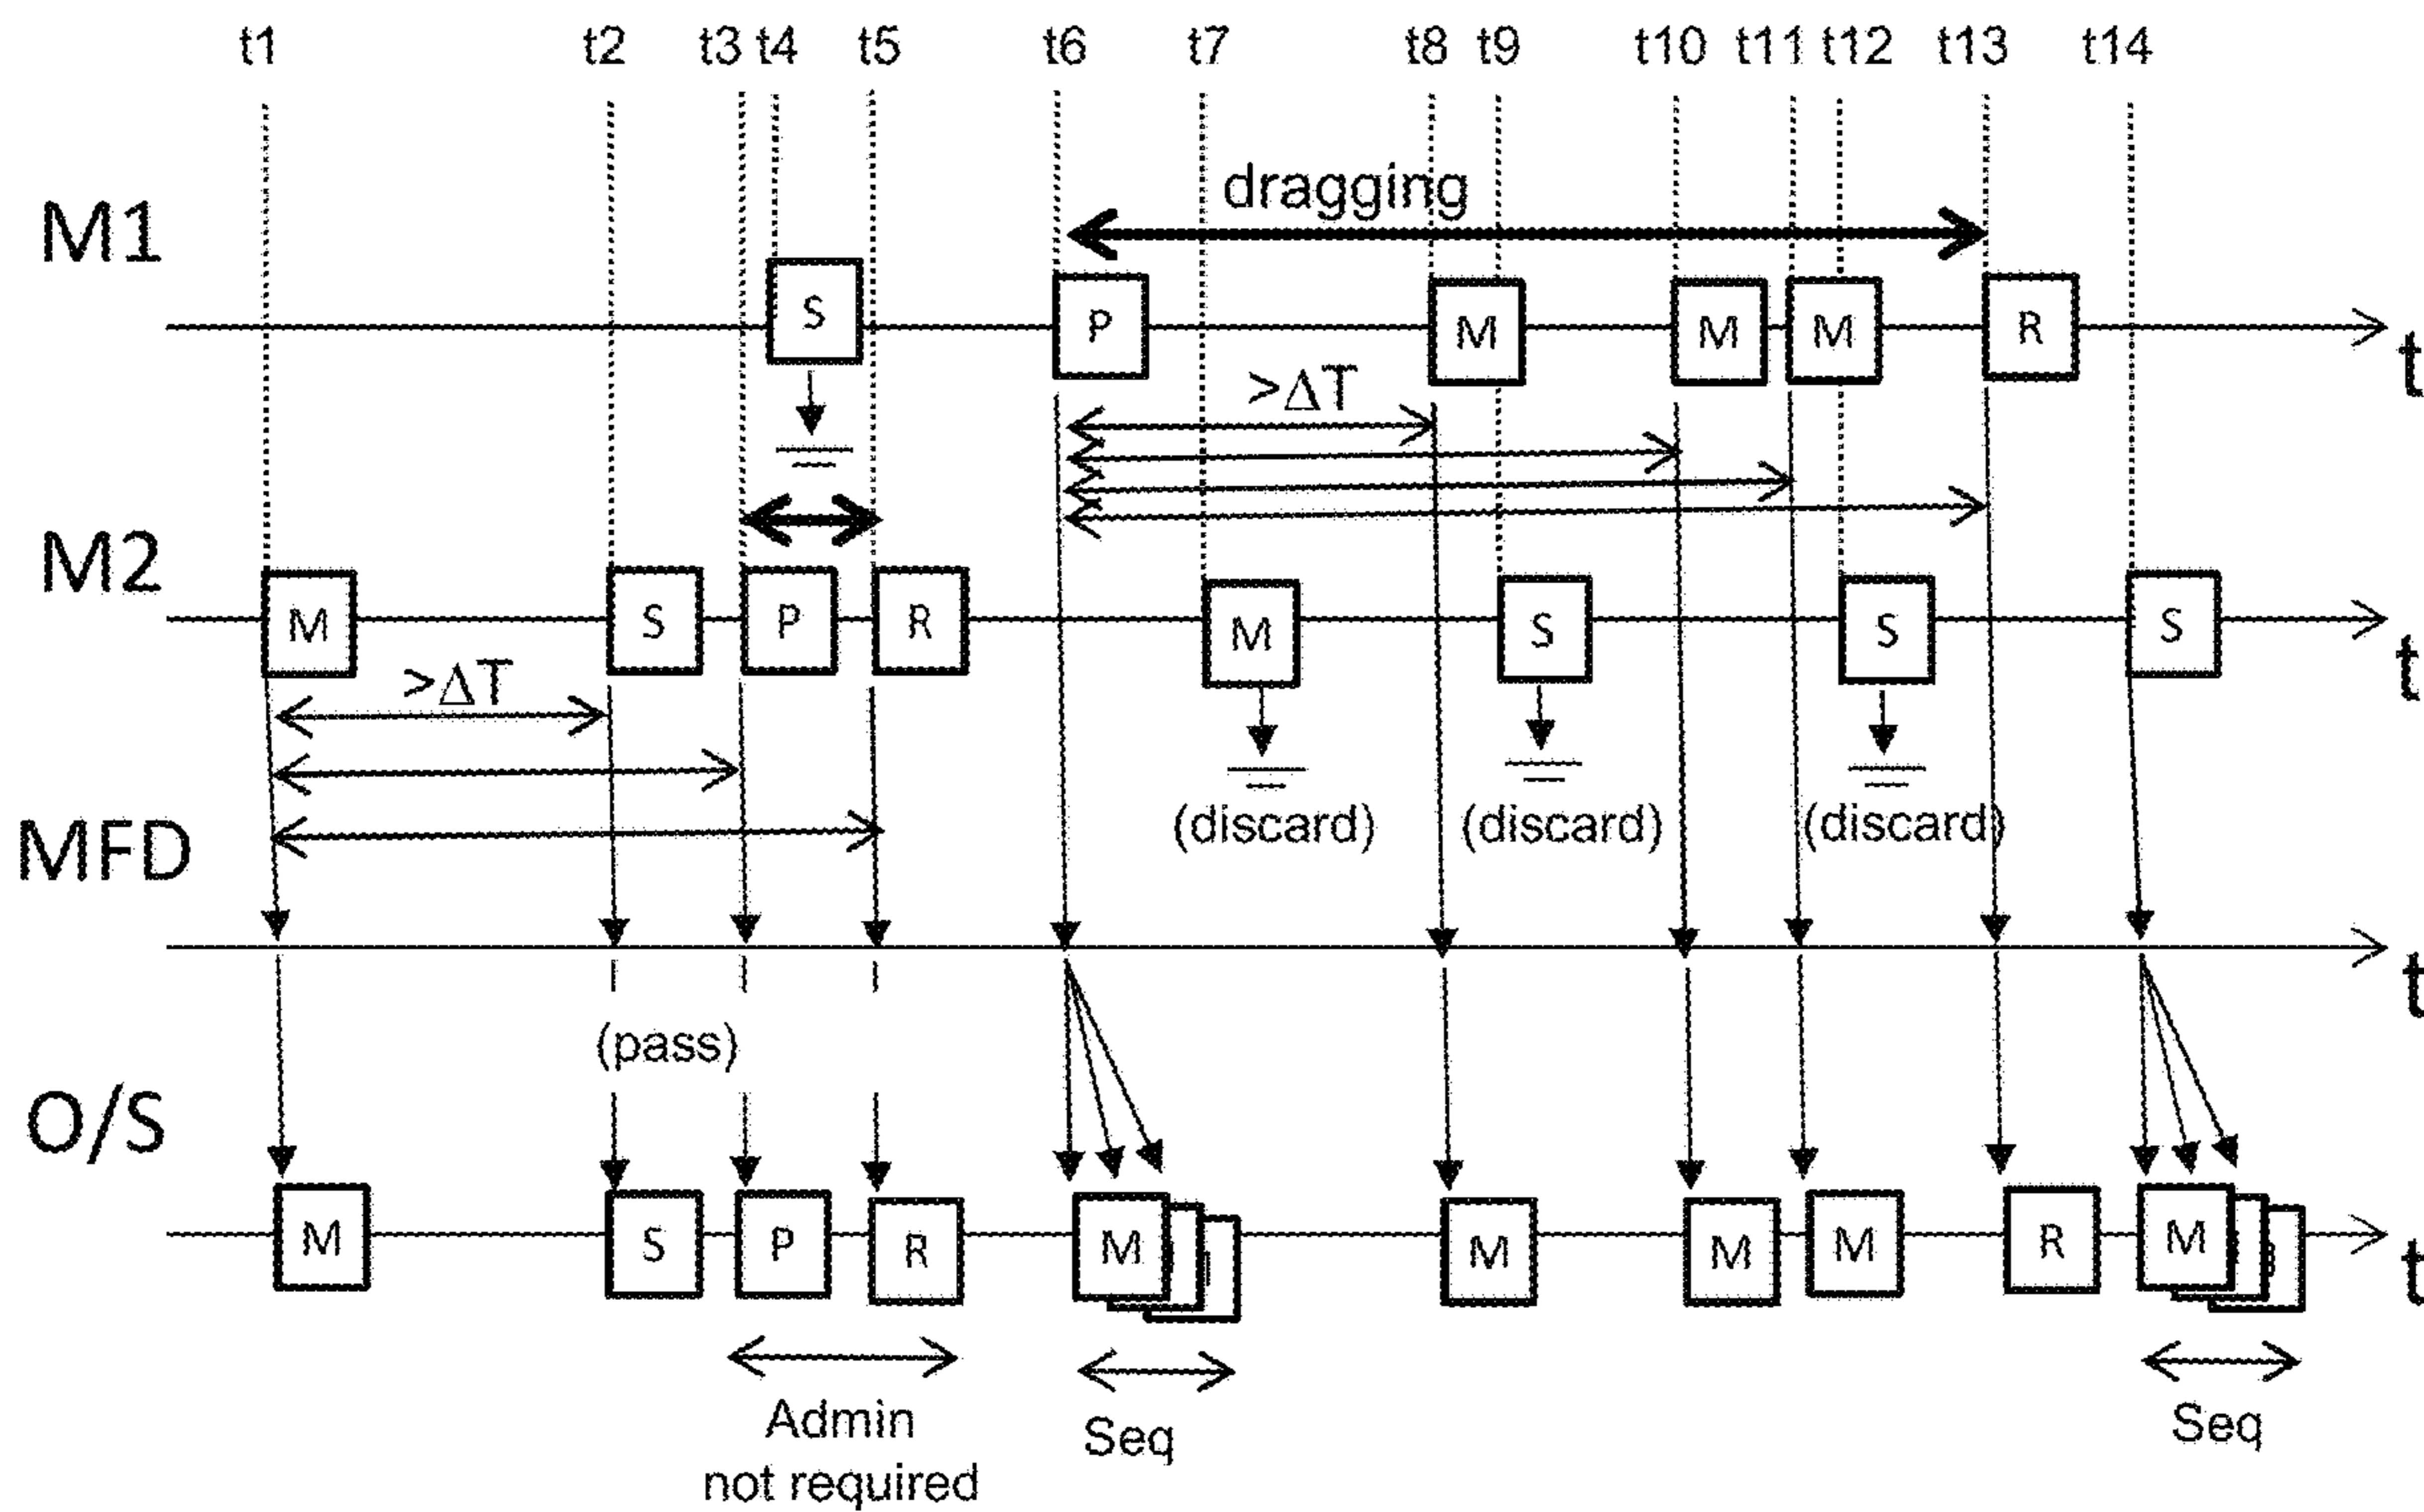 t1 t2 t3 t4 t5 t6 t7 t8 t9 t10 t11 t12 t13 t14
dragging
M1
S P M M M R
t
>ΔT
M2
M S P R M S S S
t
>ΔT
(discard) (discard) (discard)
MFD
t
(pass)
O/S
M S P R M M M M R M
t
Admin
not required
Seq
Seq